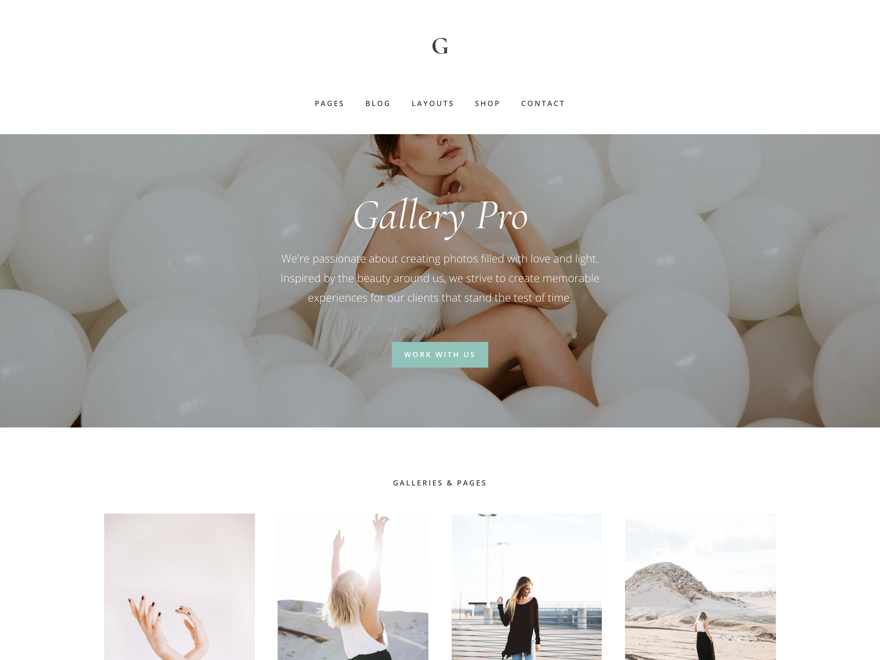 G
PAGES BLOG LAYOUTS SHOP CONTACT
Gallery Pro
We're passionate about creating photos filled with love and light.
Inspired by the beauty around us, we strive to create memorable
experiences for our clients that stand the test of time.
WORK WITH US
GALLERIES & PAGES